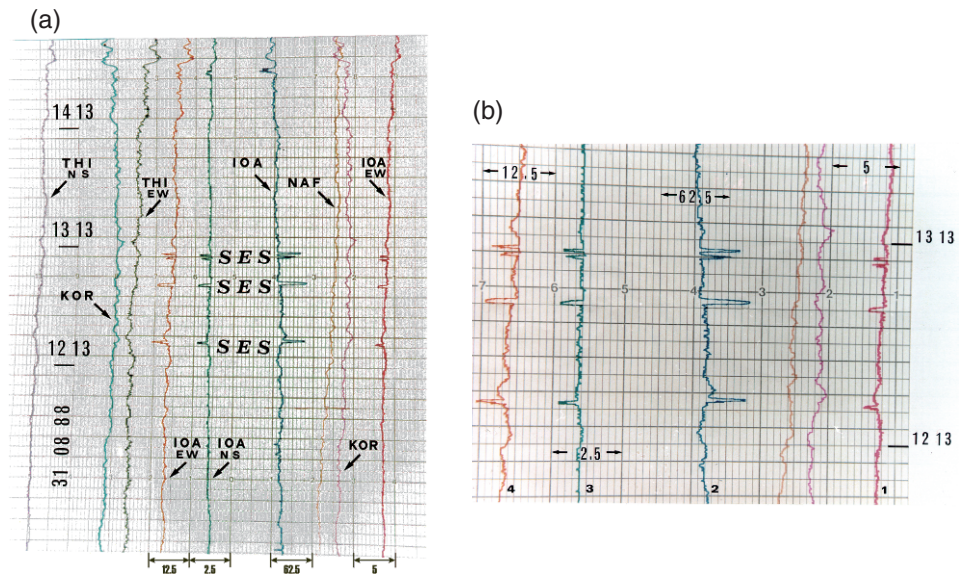 (a)
14 13
THI
NS
THI
EW
IOA
NAF
IOA
EW
13 13
SES
SES
KOR
SES
12 13
31 08 88
IOA
EW
IOA
NS
KOR
12.5
2.5
62.5
5
(b)
12.5
62.5
5
13 13
7
6
5
4
3
2
1
12 13
2.5
4
3
2
1